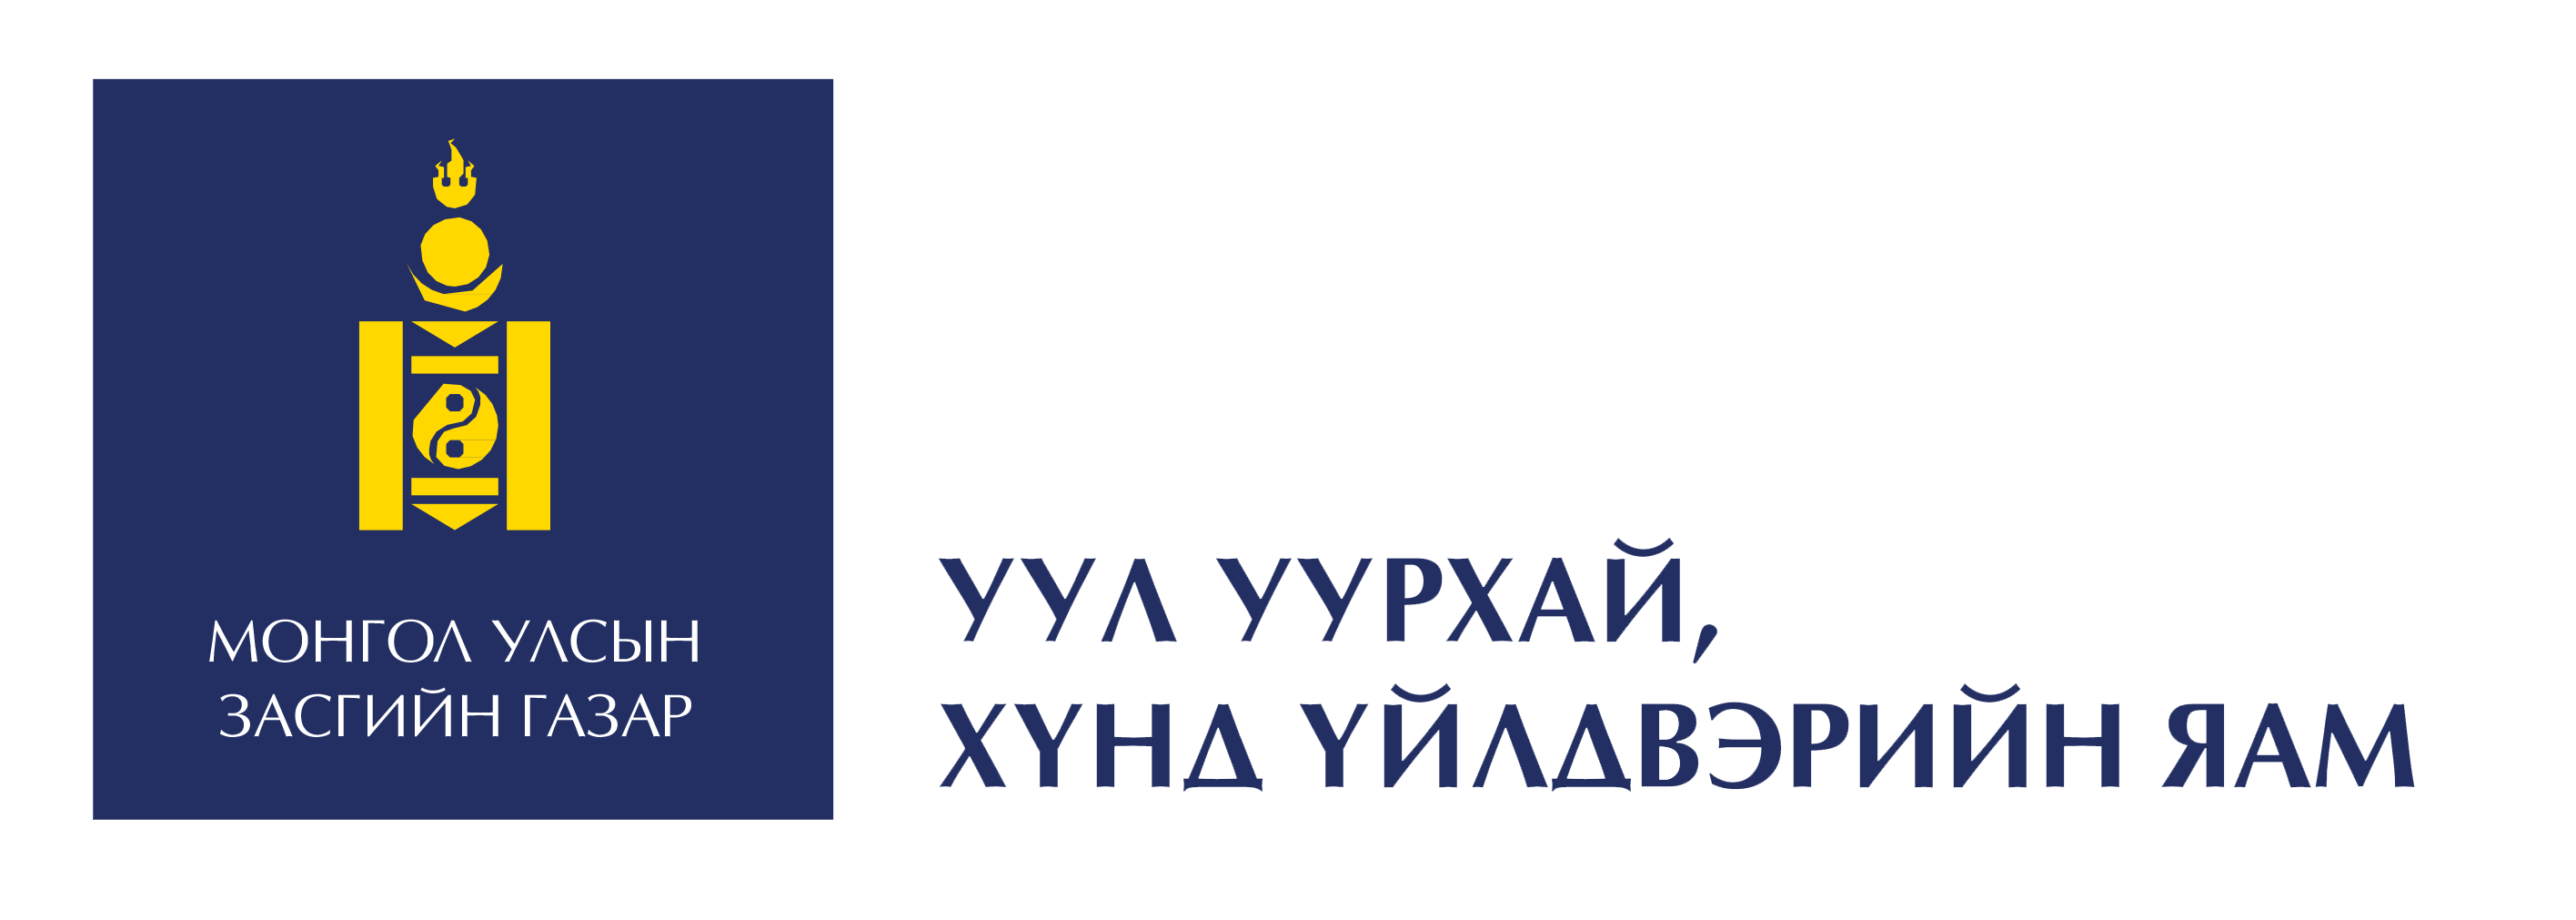 МОНГОЛ УЛСЫН
ЗАСГИЙН ГАЗАР
УУЛ УУРХАЙ,
ХҮНД ҮЙЛДВЭРИЙН ЯАМ